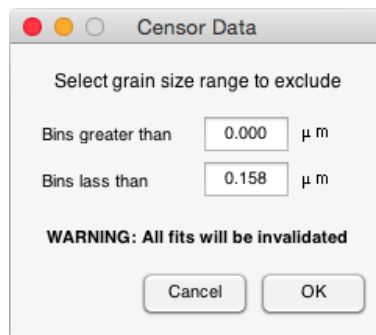 Censor Data
Select grain size range to exclude
Bins greater than 0.000 μ m
Bins lass than 0.158 μ m
WARNING: All fits will be invalidated
Cancel OK